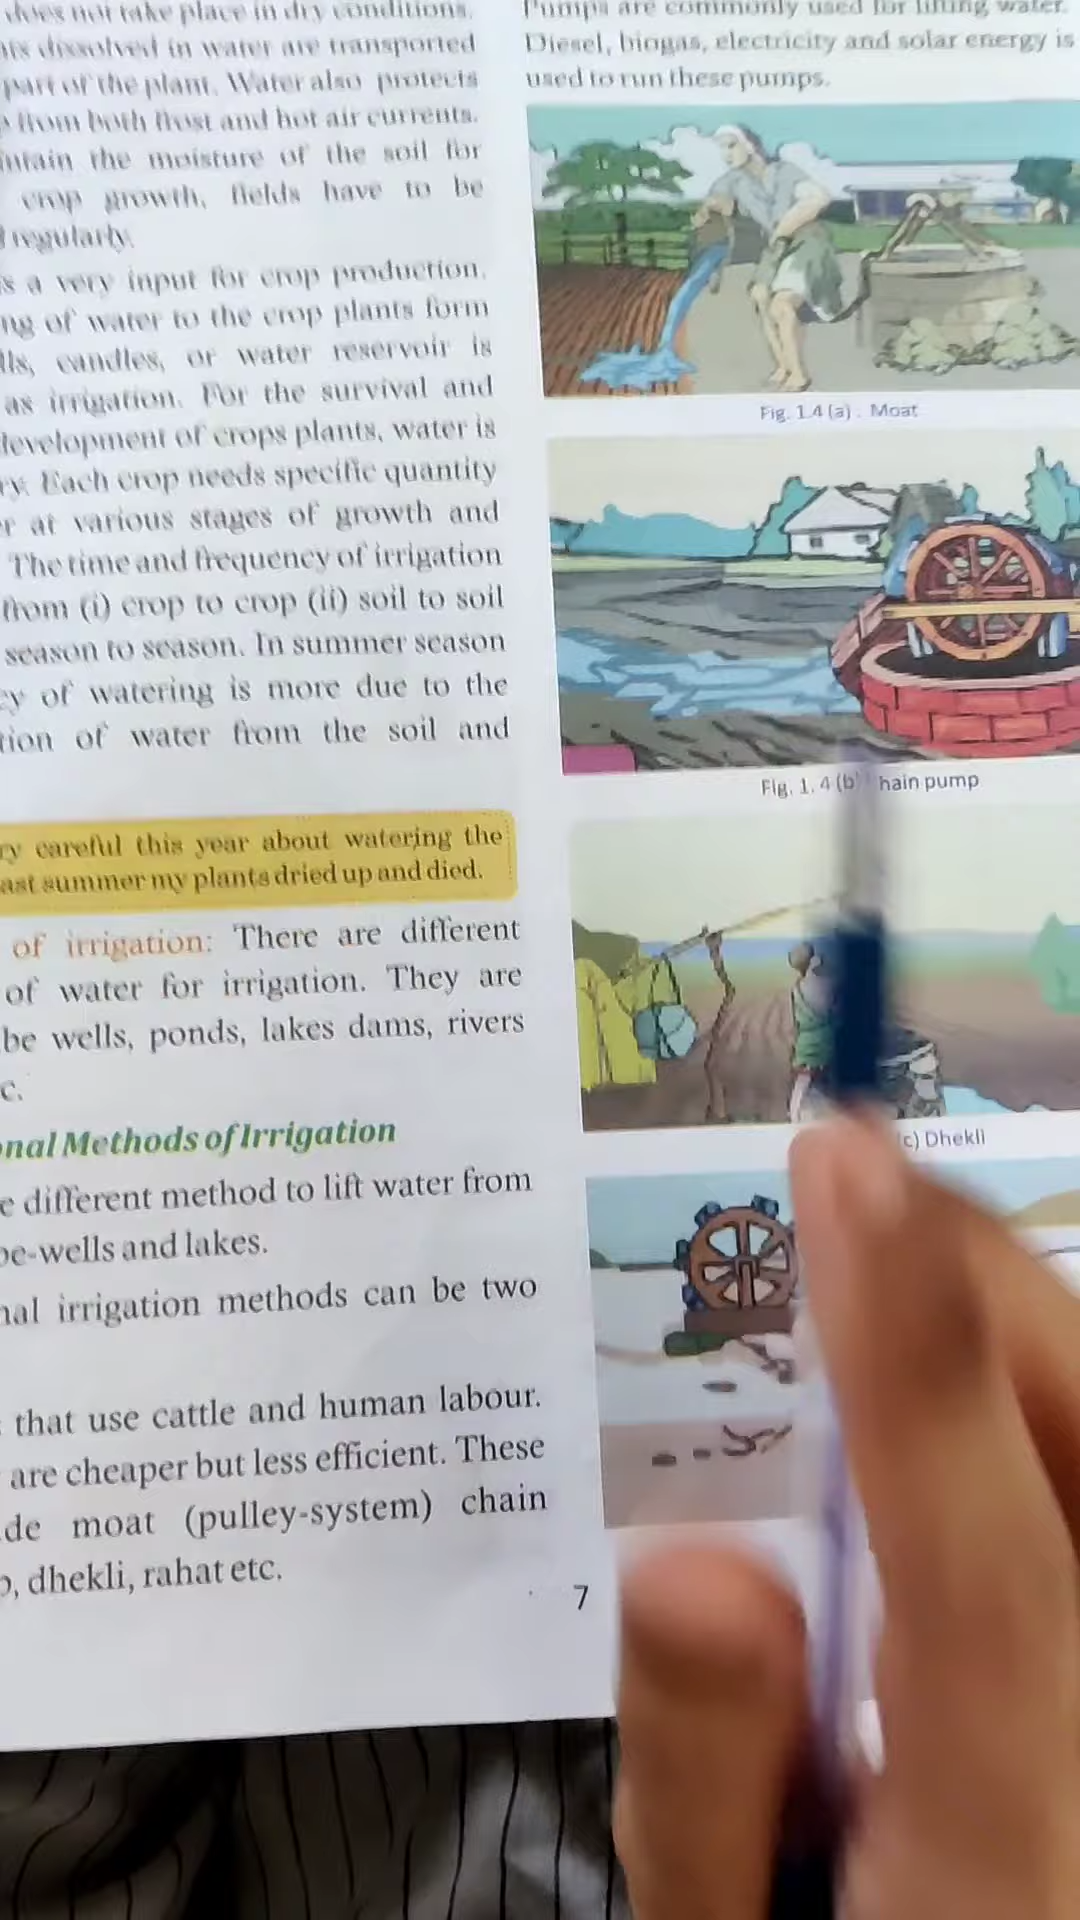 does not take place in dry conditions.
dissolved in water are transported
part of the plant. Water also protects
from both frost and hot air currents.
the moisture of the soil for
crop growth, fields have to be
regularly.
is a very input for crop production.
of water to the crop plants form
candles, or water reservoir is
as irrigation. For the survival and
development of crops plants, water is
Each crop needs specific quantity
at various stages of growth and
The time and frequency of irrigation
from (i) crop to crop (ii) soil to soil
season to season. In summer season
of watering is more due to the
of water from the soil and
careful this year about watering the
summer my plants dried up and died.
of irrigation: There are different
of water for irrigation. They are
be wells, ponds, lakes dams, rivers
c.
onal Methods of Irrigation
e different method to lift water from
be-wells and lakes.
nal irrigation methods can be two
that use cattle and human labour.
are cheaper but less efficient. These
de moat (pulley-system) chain
p, dhekli, rahat etc.
7
Pumps are commonly used for lifting water.
Diesel, biogas, electricity and solar energy is
used to run these pumps.
Fig. 1.4 (a) . Moat
Fig. 1. 4 (b) hain pump
(c) Dhekli